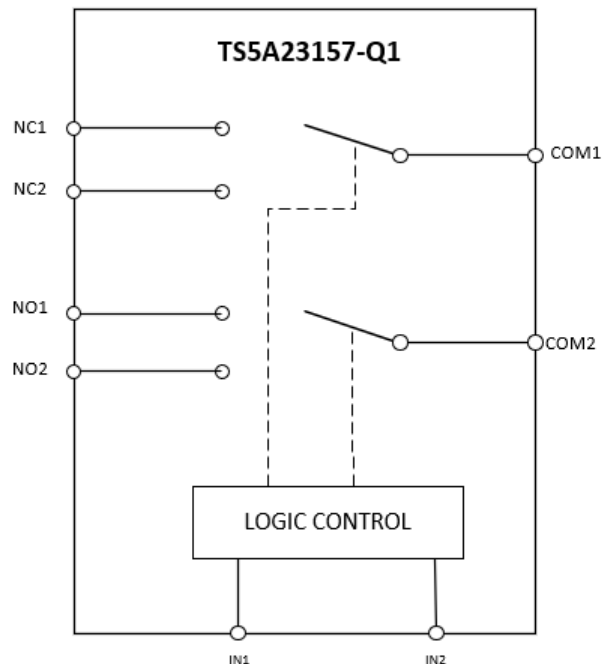 TS5A23157-Q1
NC1
COM1
NC2
NO1
COM2
NO2
LOGIC CONTROL
IN1
IN2